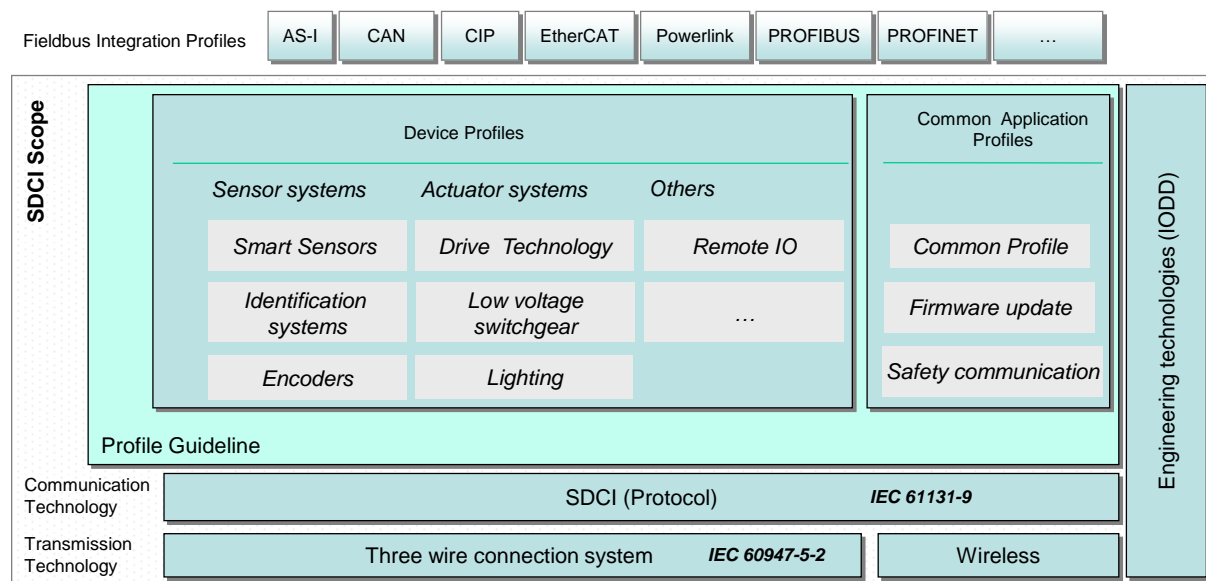 Fieldbus Integration Profiles
AS-I
CAN
CIP
EtherCAT
Powerlink
PROFIBUS
PROFINET
…
SDCI Scope
Device Profiles
Sensor systems
Actuator systems
Others
Smart Sensors
Drive Technology
Remote IO
Identification
systems
Low voltage
switchgear
…
Encoders
Lighting
Common Application
Profiles
Common Profile
Firmware update
Safety communication
Profile Guideline
Engineering technologies (IODD)
Communication
Technology
SDCI (Protocol) IEC 61131-9
Transmission
Technology
Three wire connection system IEC 60947-5-2
Wireless